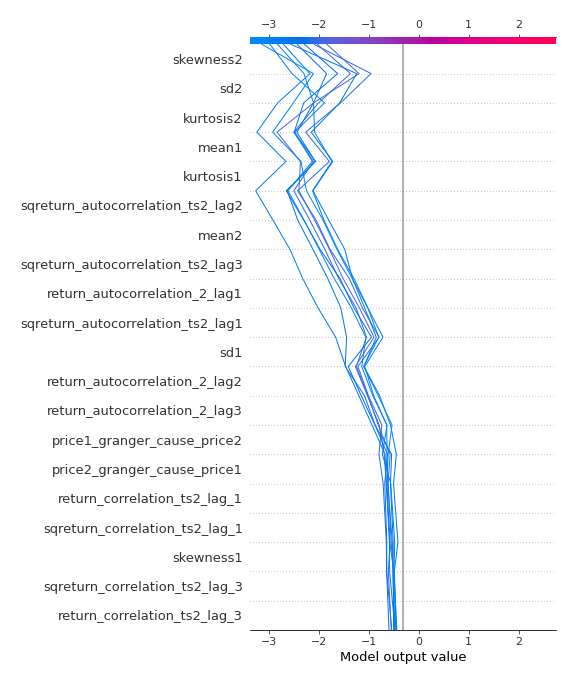 −3 −2 −1 0 1 2
skewness2
sd2
kurtosis2
mean1
kurtosis1
sqreturn_autocorrelation_ts2_lag2
mean2
sqreturn_autocorrelation_ts2_lag3
return_autocorrelation_2_lag1
sqreturn_autocorrelation_ts2_lag1
sd1
return_autocorrelation_2_lag2
return_autocorrelation_2_lag3
price1_granger_cause_price2
price2_granger_cause_price1
return_correlation_ts2_lag_1
sqreturn_correlation_ts2_lag_1
skewness1
sqreturn_correlation_ts2_lag_3
return_correlation_ts2_lag_3
−3 −2 −1 0 1 2
Model output value